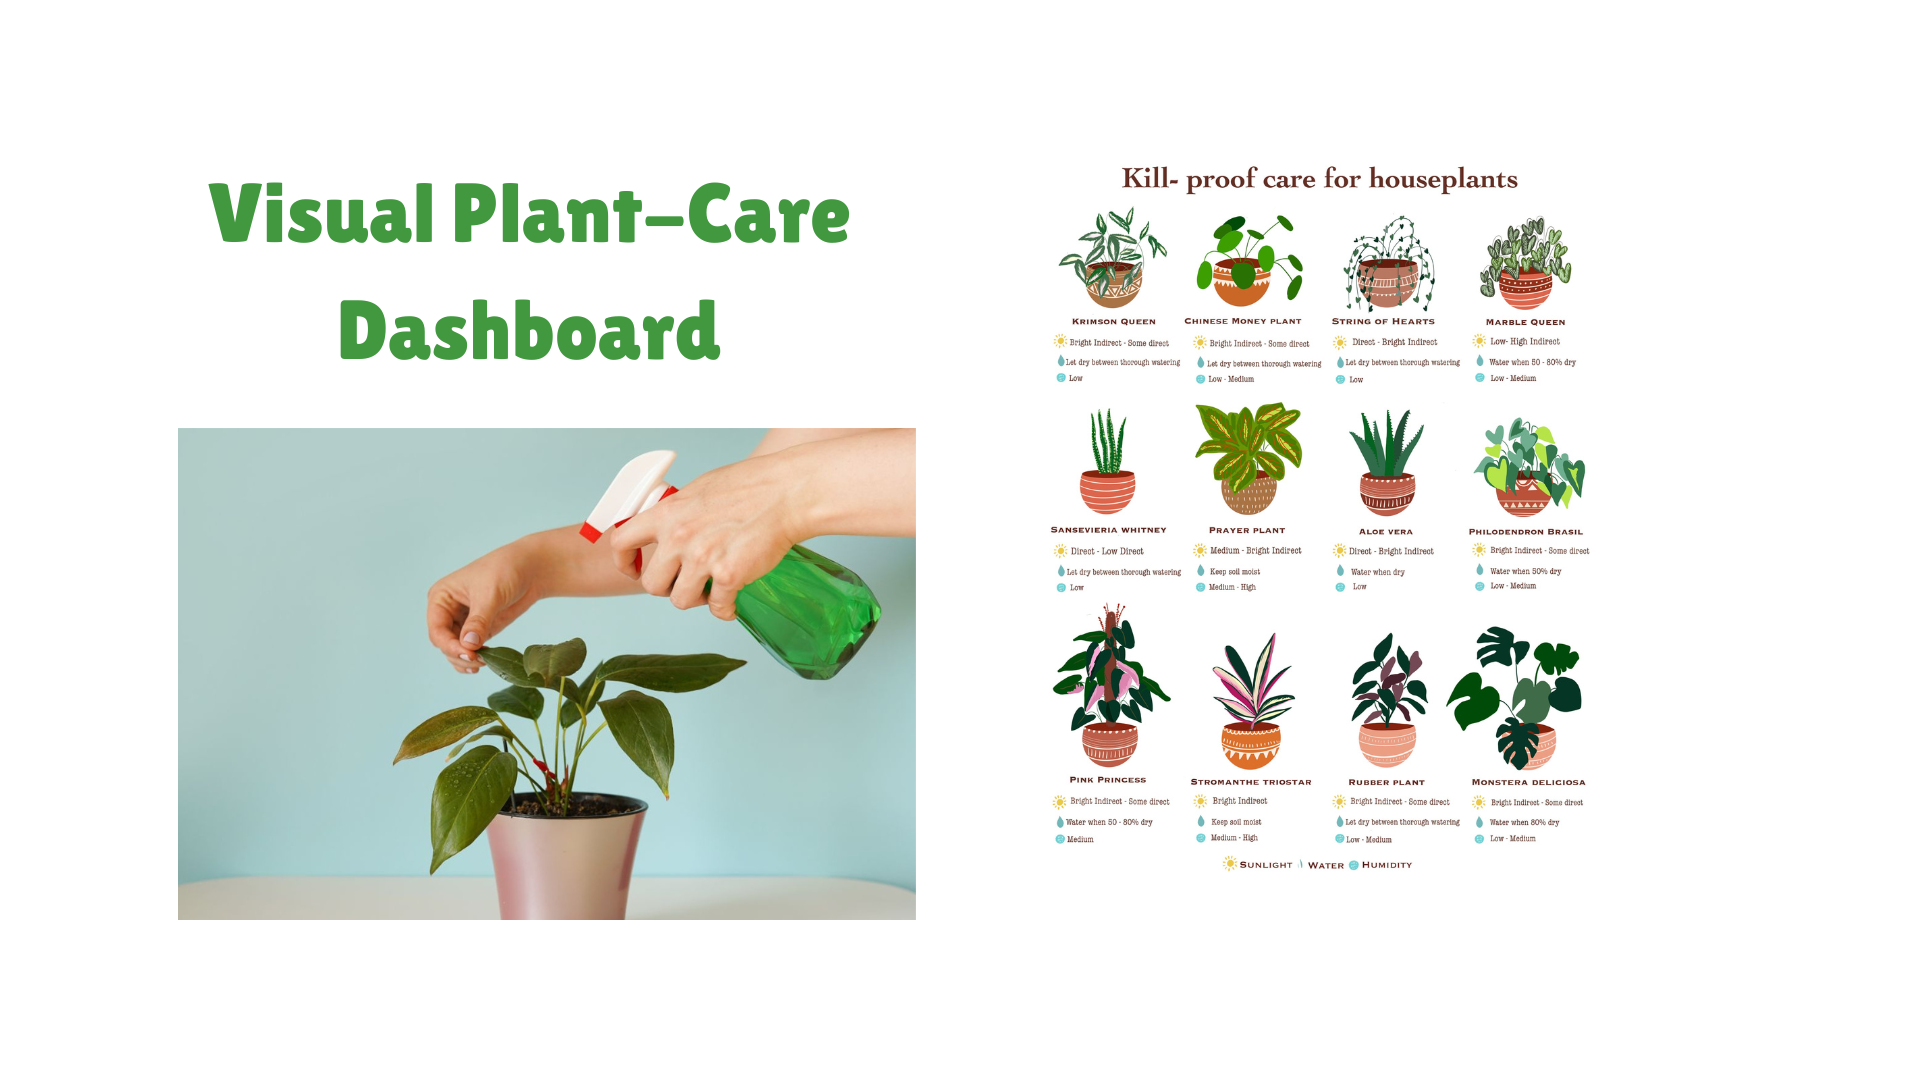 Visual Plant-Care
Dashboard
Kill- proof care for houseplants
Krimson Queen
Bright Indirect - Some direct
Let dry between thorough watering
Low
Chinese Money plant
Bright Indirect - Some direct
Let dry between thorough watering
Low - Medium
String of Hearts
Direct - Bright Indirect
Let dry between thorough watering
Low
Marble Queen
Low- High Indirect
Water when 50 - 80% dry
Low - Medium
Sansevieria whitney
Direct - Low Direct
Let dry between thorough watering
Low
Prayer plant
Medium - Bright Indirect
Keep soil moist
Medium - High
Aloe vera
Direct - Bright Indirect
Water when dry
Low
Philodendron Brasil
Bright Indirect - Some direct
Water when 50% dry
Low - Medium
Pink Princess
Bright Indirect - Some direct
Water when 50 - 80% dry
Medium
Stromanthe triostar
Bright Indirect
Keep soil moist
Medium - High
Rubber plant
Bright Indirect - Some direct
Let dry between thorough watering
Low - Medium
Monstera deliciosa
Bright Indirect - Some direct
Water when 80% dry
Low - Medium
Sunlight Water Humidity